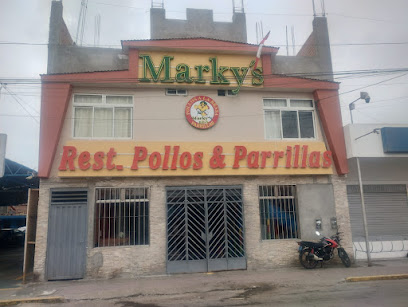 Marky's
Rest. Pollos & Parrillas